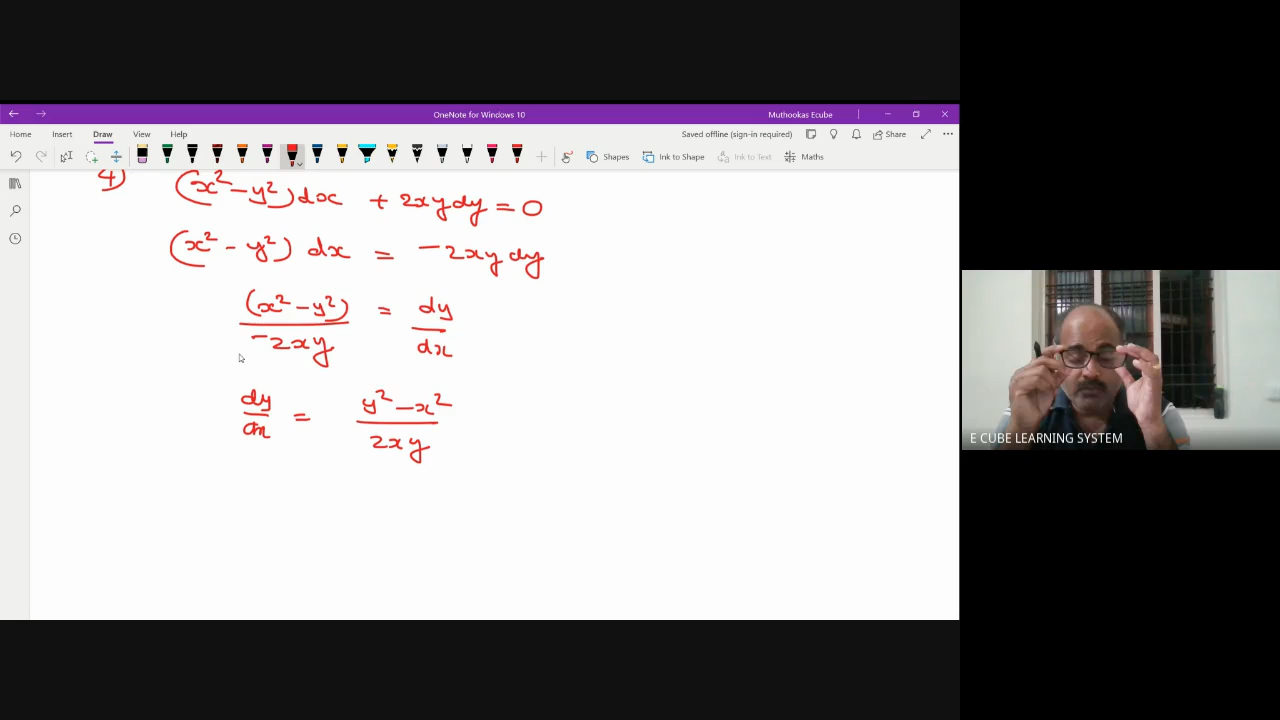 OneNote for Windows 10
Muthookas Ecube
Home Insert Draw View Help
Saved offline (sign-in required) Share
Shapes Ink to Shape Ink to Text Maths
4) (x² - y²) dx + 2xy dy = 0
(x² - y²) dx = -2xy dy
(x² - y²) / -2xy = dy / dx
dy / dx = y² - x² / 2xy
E CUBE LEARNING SYSTEM